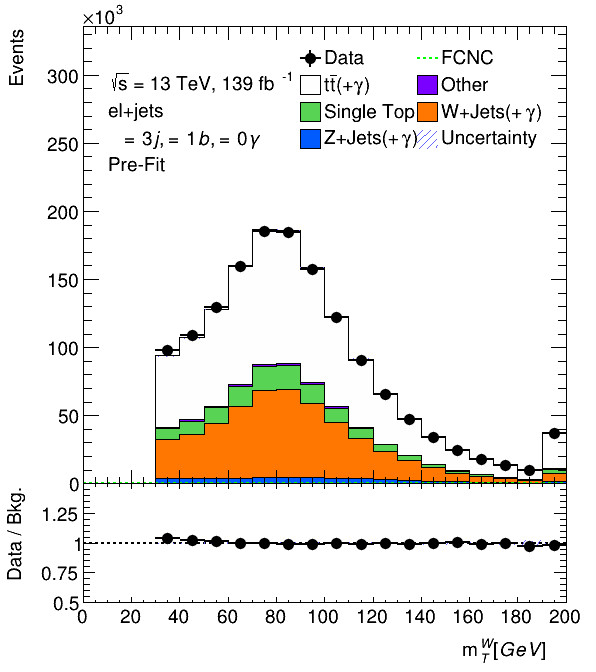 ×10³
Events
Data
FCNC
tt̄(+γ)
Other
Single Top
W+Jets(+γ)
Z+Jets(+γ)
Uncertainty
√s = 13 TeV, 139 fb⁻¹
el+jets
= 3j, = 1b, = 0γ
Pre-Fit
300
250
200
150
100
50
0
Data / Bkg.
1.25
1
0.75
0.5
0 20 40 60 80 100 120 140 160 180 200
m_T^W [GeV]